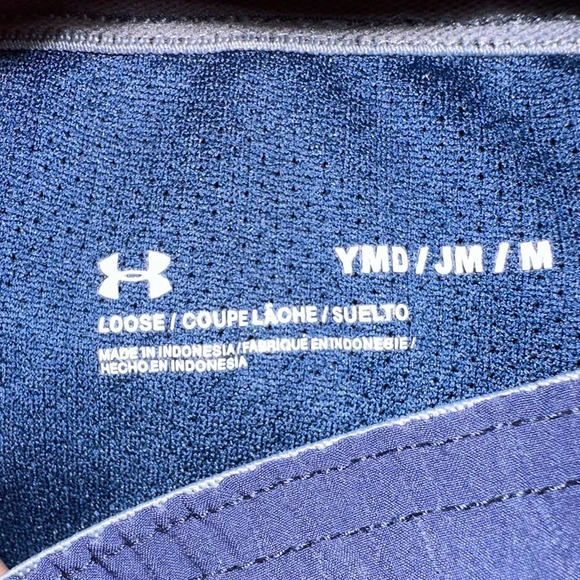 YMD / JM / M
LOOSE / COUPE LÂCHE / SUELTO
MADE IN INDONESIA / FABRIQUÉ EN INDONÉSIE /
HECHO EN INDONESIA